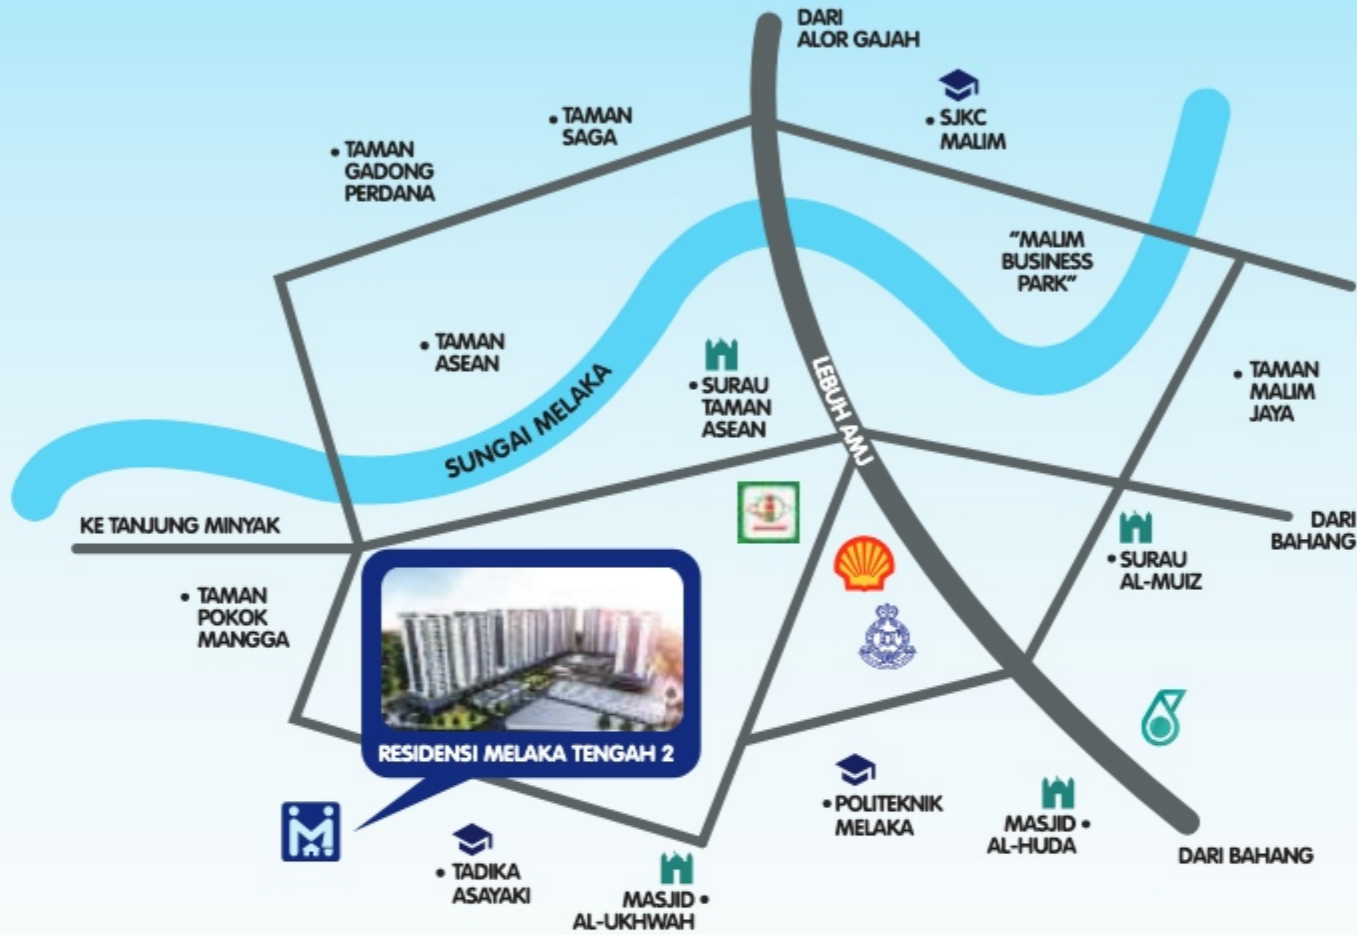 DARI
ALOR GAJAH
• SJKC
MALIM
• TAMAN
SAGA
• TAMAN
GADONG
PERDANA
"MALIM
BUSINESS
PARK"
• TAMAN
ASEAN
SUNGAI MELAKA
• SURAU
TAMAN
ASEAN
LEBUH AMJ
• TAMAN
MALIM
JAYA
KE TANJUNG MINYAK
DARI
BAHANG
• SURAU
AL-MUIZ
• TAMAN
POKOK
MANGGA
RESIDENSI MELAKA TENGAH 2
• POLITEKNIK
MELAKA
MASJID •
AL-HUDA
DARI BAHANG
• TADIKA
ASAYAKI
MASJID •
AL-UKHWAH